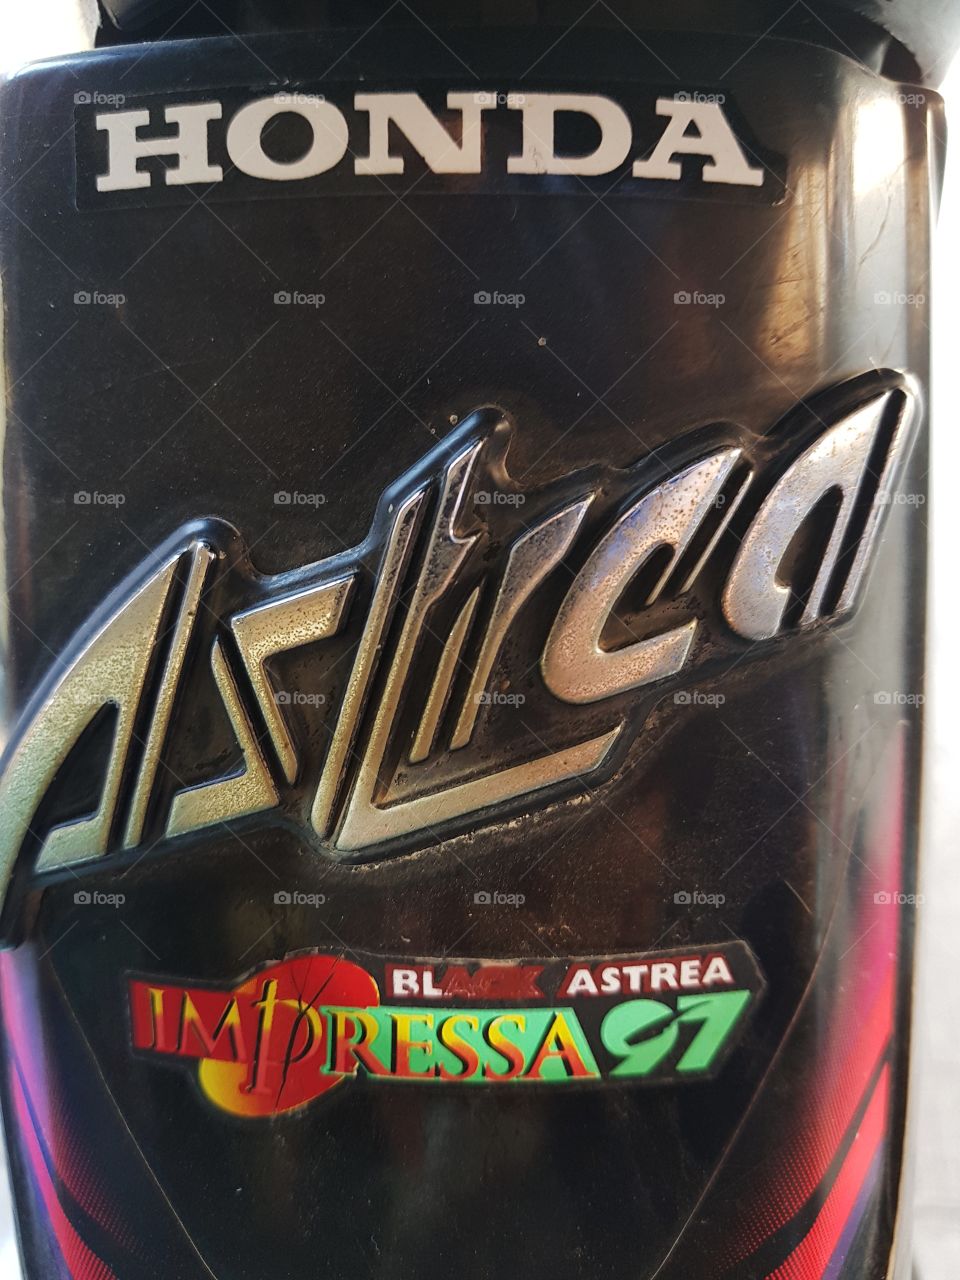 HONDA
Astrea
BLACK ASTREA
IMPRESSA 97